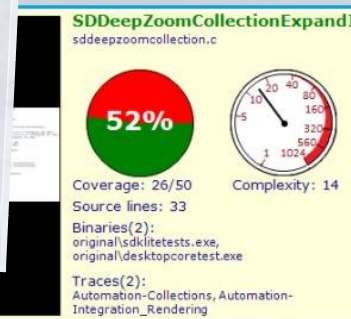 SDDeepZoomCollectionExpandI
sddeepzoomcollection.c
52%
1 5 10 20 40 80 160 320 560 1024
Coverage: 26/50
Complexity: 14
Source lines: 33
Binaries(2):
original\sdklitetests.exe,
original\desktopcoretest.exe
Traces(2):
Automation-Collections, Automation-
Integration_Rendering